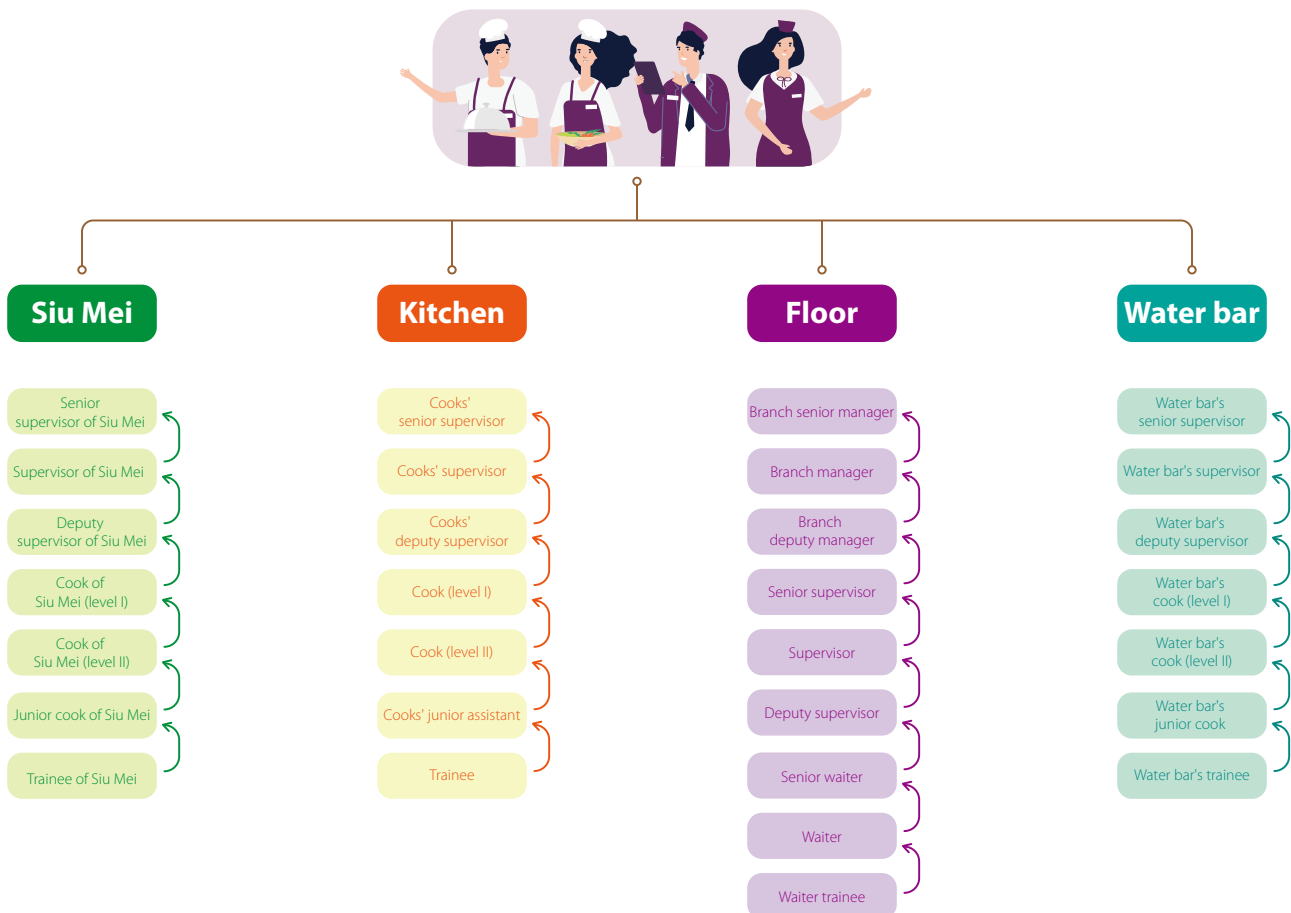 Siu Mei
Kitchen
Floor
Water bar
Senior
supervisor of Siu Mei
Supervisor of Siu Mei
Deputy
supervisor of Siu Mei
Cook of
Siu Mei (level I)
Cook of
Siu Mei (level II)
Junior cook of Siu Mei
Trainee of Siu Mei
Cooks'
senior supervisor
Cooks' supervisor
Cooks'
deputy supervisor
Cook (level I)
Cook (level II)
Cooks' junior assistant
Trainee
Branch senior manager
Branch manager
Branch
deputy manager
Senior supervisor
Supervisor
Deputy supervisor
Senior waiter
Waiter
Waiter trainee
Water bar's
senior supervisor
Water bar's supervisor
Water bar's
deputy supervisor
Water bar's
cook (level I)
Water bar's
cook (level II)
Water bar's
junior cook
Water bar's trainee